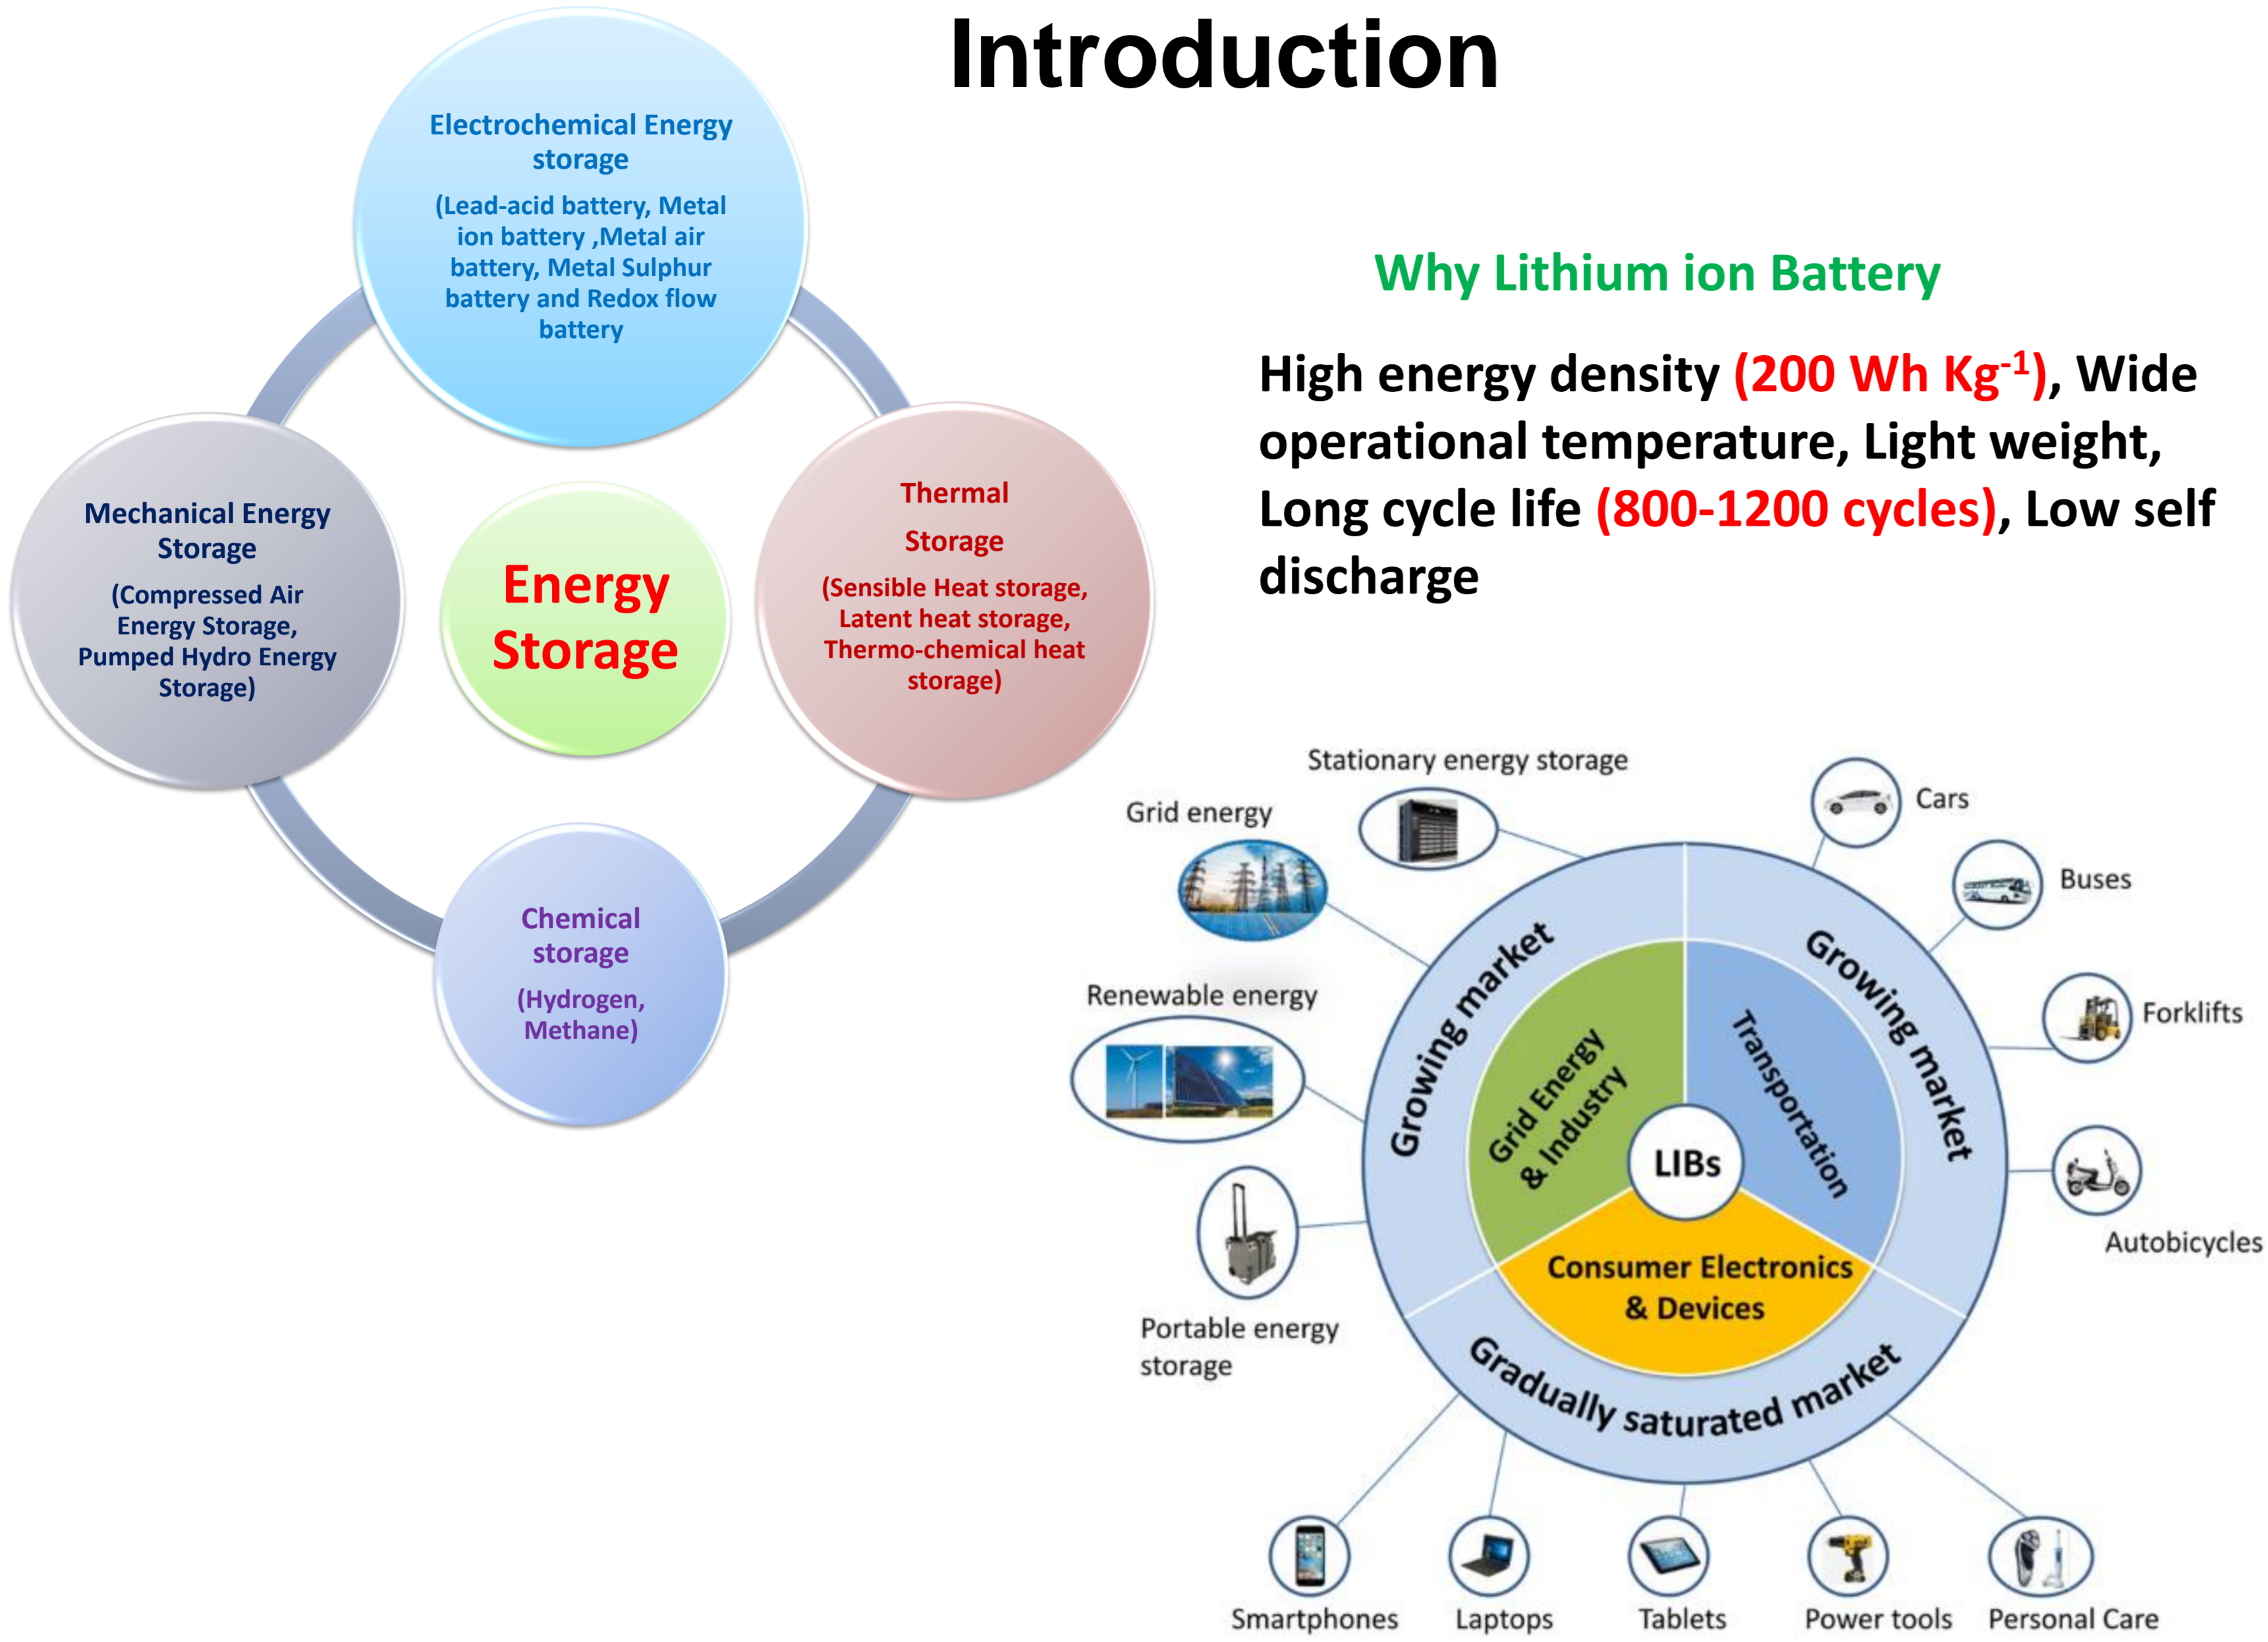 Introduction
Electrochemical Energy
storage
(Lead-acid battery, Metal
ion battery ,Metal air
battery, Metal Sulphur
battery and Redox flow
battery
Mechanical Energy
Storage
(Compressed Air
Energy Storage,
Pumped Hydro Energy
Storage)
Energy
Storage
Thermal
Storage
(Sensible Heat storage,
Latent heat storage,
Thermo-chemical heat
storage)
Chemical
storage
(Hydrogen,
Methane)
Why Lithium ion Battery
High energy density (200 Wh Kg⁻¹), Wide
operational temperature, Light weight,
Long cycle life (800-1200 cycles), Low self
discharge
Stationary energy storage
Grid energy
Renewable energy
Portable energy
storage
Cars
Buses
Forklifts
Autobicycles
Growing market
Growing market
Gradually saturated market
Grid Energy
& Industry
Transportation
LIBs
Consumer Electronics
& Devices
Smartphones
Laptops
Tablets
Power tools
Personal Care